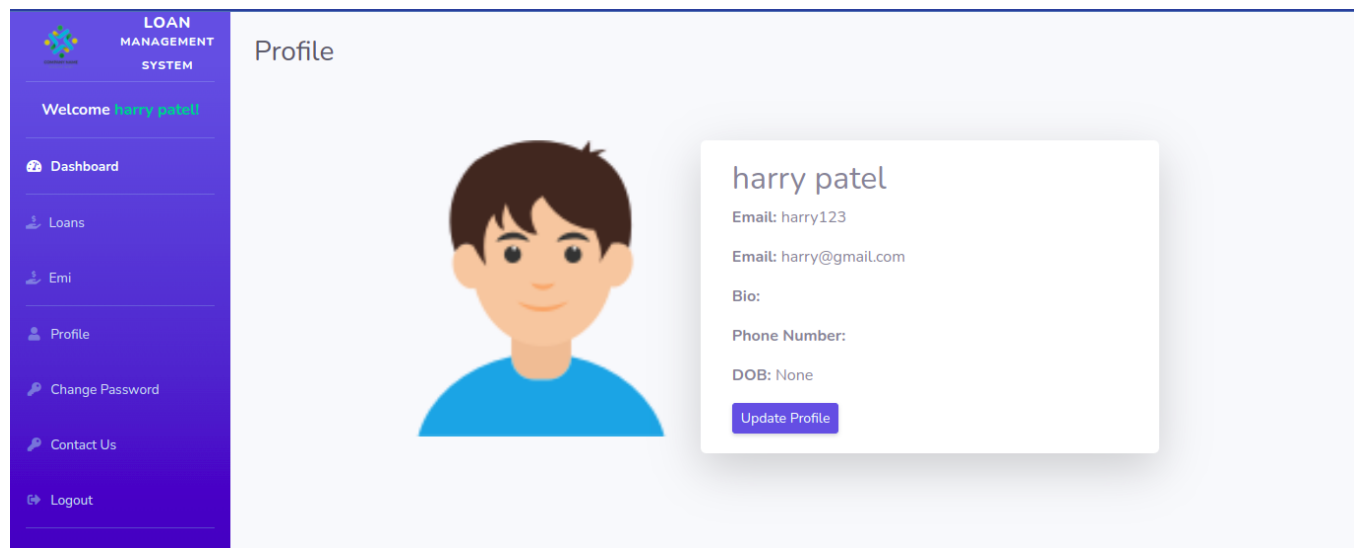 LOAN
MANAGEMENT
SYSTEM
Welcome harry patel!
Dashboard
Loans
Emi
Profile
Change Password
Contact Us
Logout
Profile
harry patel
Email: harry123
Email: harry@gmail.com
Bio:
Phone Number:
DOB: None
Update Profile